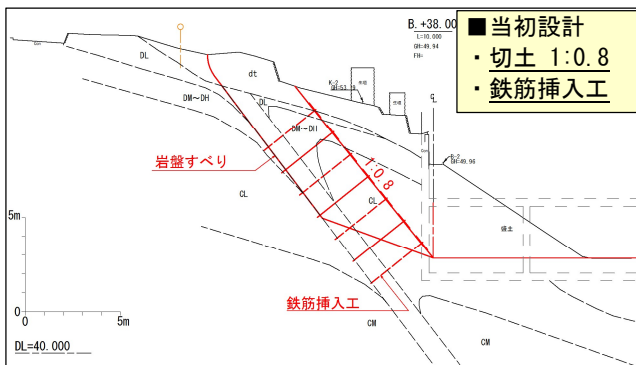 B.+38.00
L=10.000
GH=49.94
FH=
■当初設計
・切土 1:0.8
・鉄筋挿入工
DL
dt
K-2
DL
DM～DH
DM～DH
岩盤すべり
1:0.8
B-2
GH=49.96
CL
CL
盛土
5m
鉄筋挿入工
0
5m
CM
CM
DL=40.000